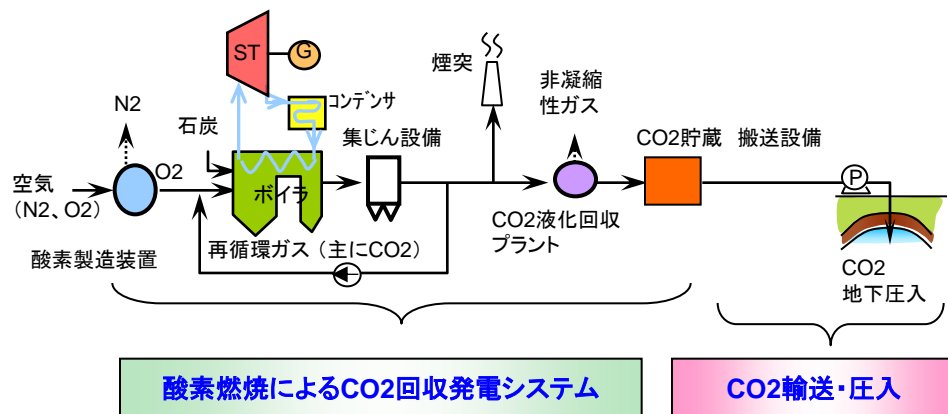 ST
G
煙突
非凝縮
性ガス
N2
石炭
コンデンサ
集じん設備
CO2貯蔵
搬送設備
空気
(N2、O2)
O2
ボイラ
P
CO2液化回収
プラント
酸素製造装置
再循環ガス (主にCO2)
CO2
地下圧入
酸素燃焼によるCO2回収発電システム
CO2輸送・圧入